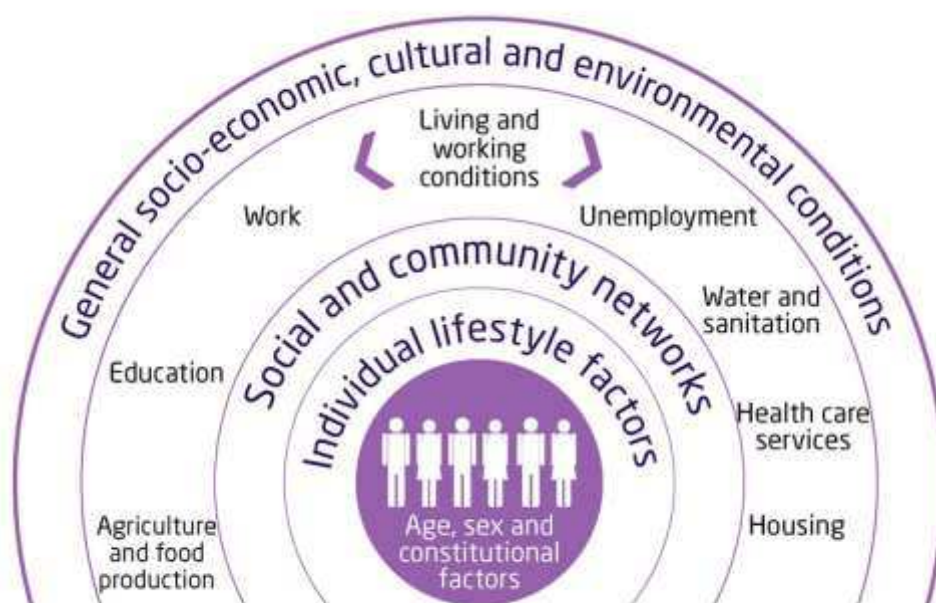 General socio-economic, cultural and environmental conditions
Living and
working
conditions
Work
Unemployment
Social and community networks
Water and
sanitation
Individual lifestyle factors
Education
Health care
services
Age, sex and
constitutional
factors
Agriculture
and food
production
Housing